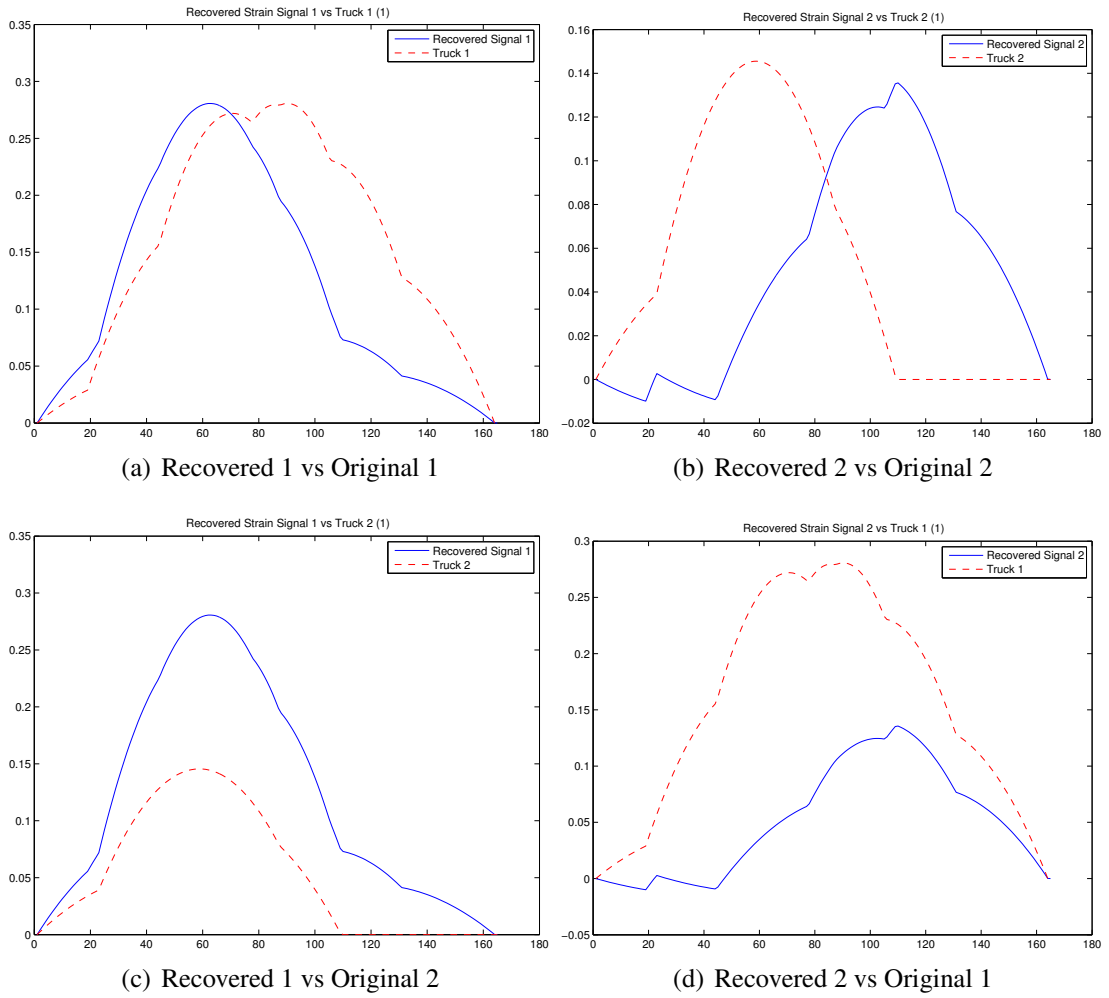 Recovered Strain Signal 1 vs Truck 1 (1)
0.35
0.3
0.25
0.2
0.15
0.1
0.05
0
0 20 40 60 80 100 120 140 160 180
Recovered Signal 1
Truck 1
(a) Recovered 1 vs Original 1
Recovered Strain Signal 2 vs Truck 2 (1)
0.16
0.14
0.12
0.1
0.08
0.06
0.04
0.02
0
−0.02
0 20 40 60 80 100 120 140 160 180
Recovered Signal 2
Truck 2
(b) Recovered 2 vs Original 2
Recovered Strain Signal 1 vs Truck 2 (1)
0.35
0.3
0.25
0.2
0.15
0.1
0.05
0
0 20 40 60 80 100 120 140 160 180
Recovered Signal 1
Truck 2
(c) Recovered 1 vs Original 2
Recovered Strain Signal 2 vs Truck 1 (1)
0.3
0.25
0.2
0.15
0.1
0.05
0
−0.05
0 20 40 60 80 100 120 140 160 180
Recovered Signal 2
Truck 1
(d) Recovered 2 vs Original 1